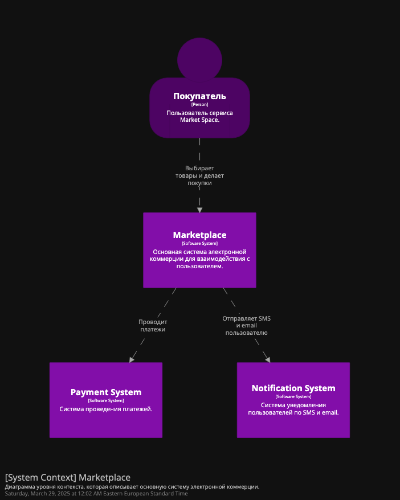 Покупатель
[Person]
Пользователь сервиса
Market Space.
Выбирает
товары и делает
покупки
Marketplace
[Software System]
Основная система электронной
коммерции для взаимодействия с
пользователем.
Проводит
платежи
Отправляет SMS
и email
пользователю
Payment System
[Software System]
Система проведения платежей.
Notification System
[Software System]
Система уведомления
пользователей по SMS и email.
[System Context] Marketplace
Диаграмма уровня контекста, которая описывает основную систему электронной коммерции.
Saturday, March 29, 2025 at 12:02 AM Eastern European Standard Time